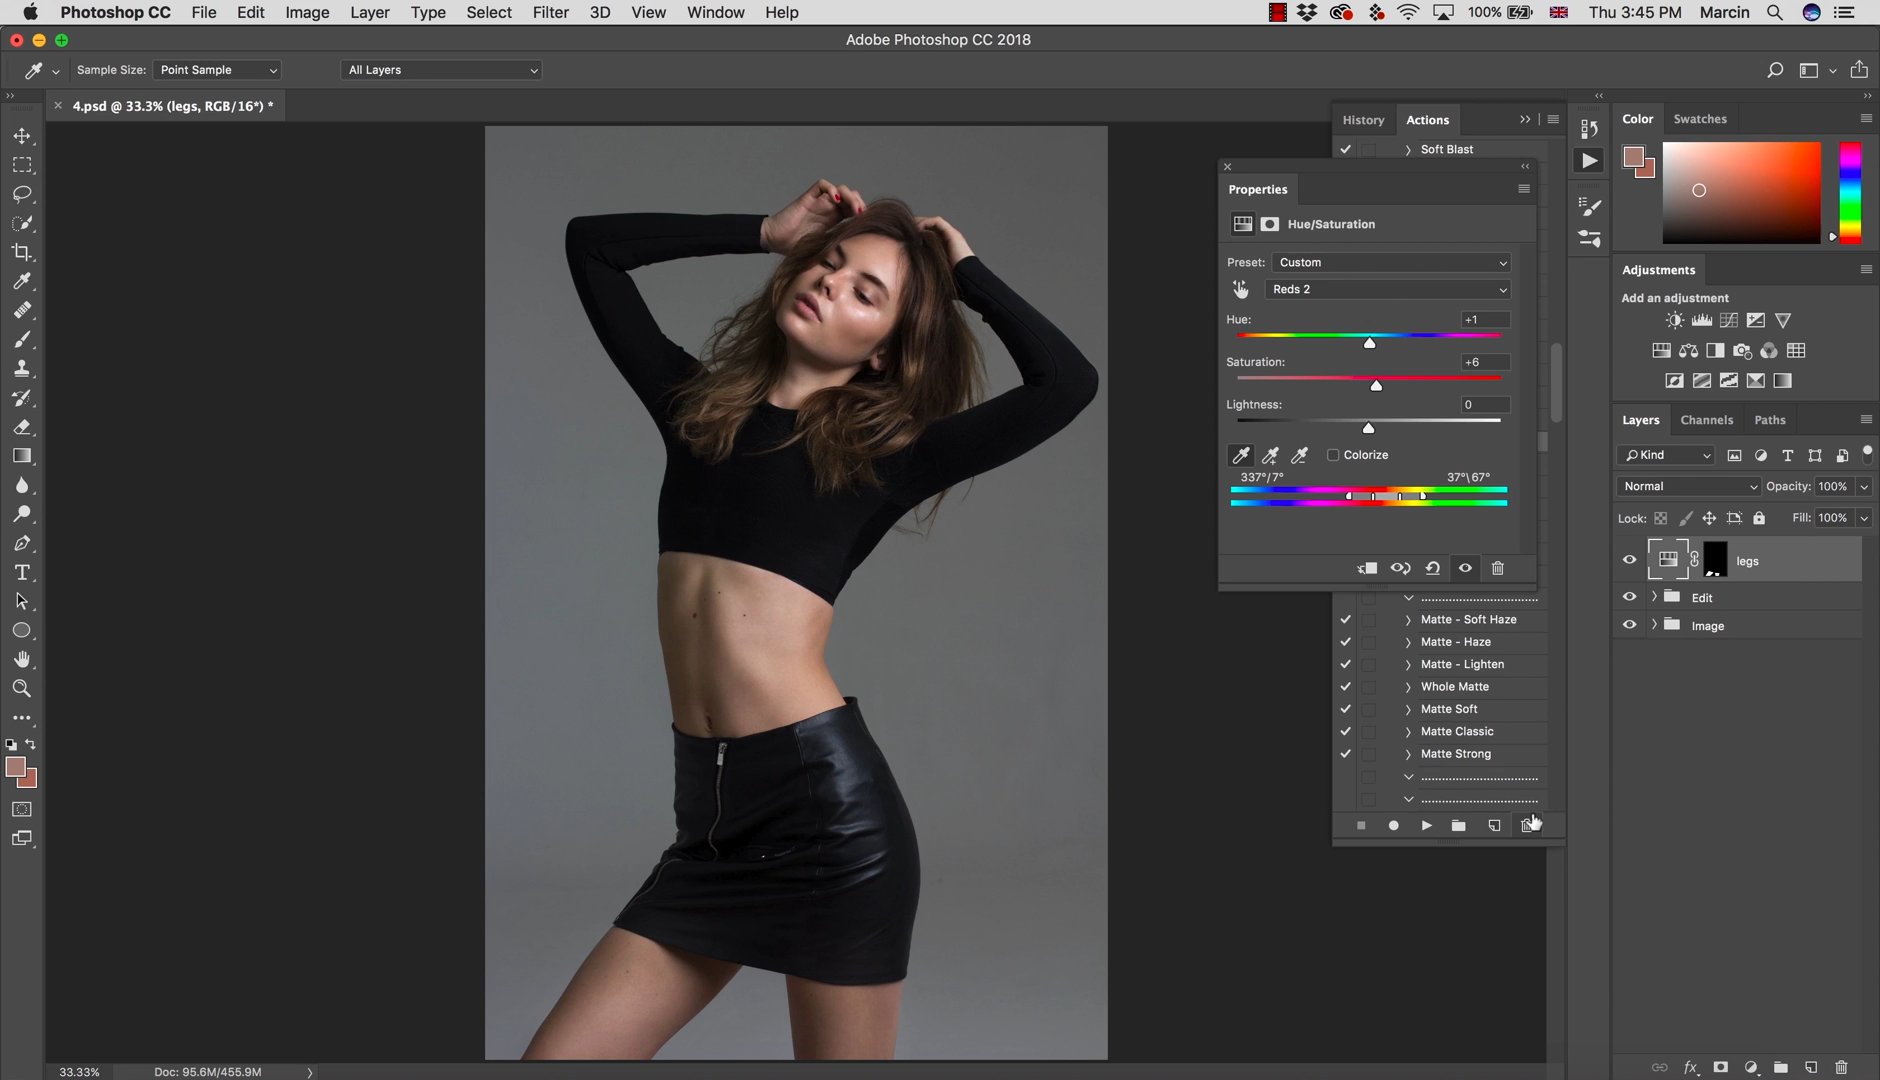 Photoshop CC File Edit Image Layer Type Select Filter 3D View Window Help 100% Thu 3:45 PM Marcin
Adobe Photoshop CC 2018
Sample Size: Point Sample All Layers
4.psd @ 33.3% (legs, RGB/16*) *
History Actions
Soft Blast
Properties
Hue/Saturation
Preset: Custom
Reds 2
Hue: +1
Saturation: +6
Lightness: 0
Colorize
337°/7° 37°\67°
Matte - Soft Haze
Matte - Haze
Matte - Lighten
Whole Matte
Matte Soft
Matte Classic
Matte Strong
Color Swatches
Adjustments
Add an adjustment
Layers Channels Paths
Kind
Normal Opacity: 100%
Lock: Fill: 100%
legs
Edit
Image
33.33% Doc: 95.6M/455.9M